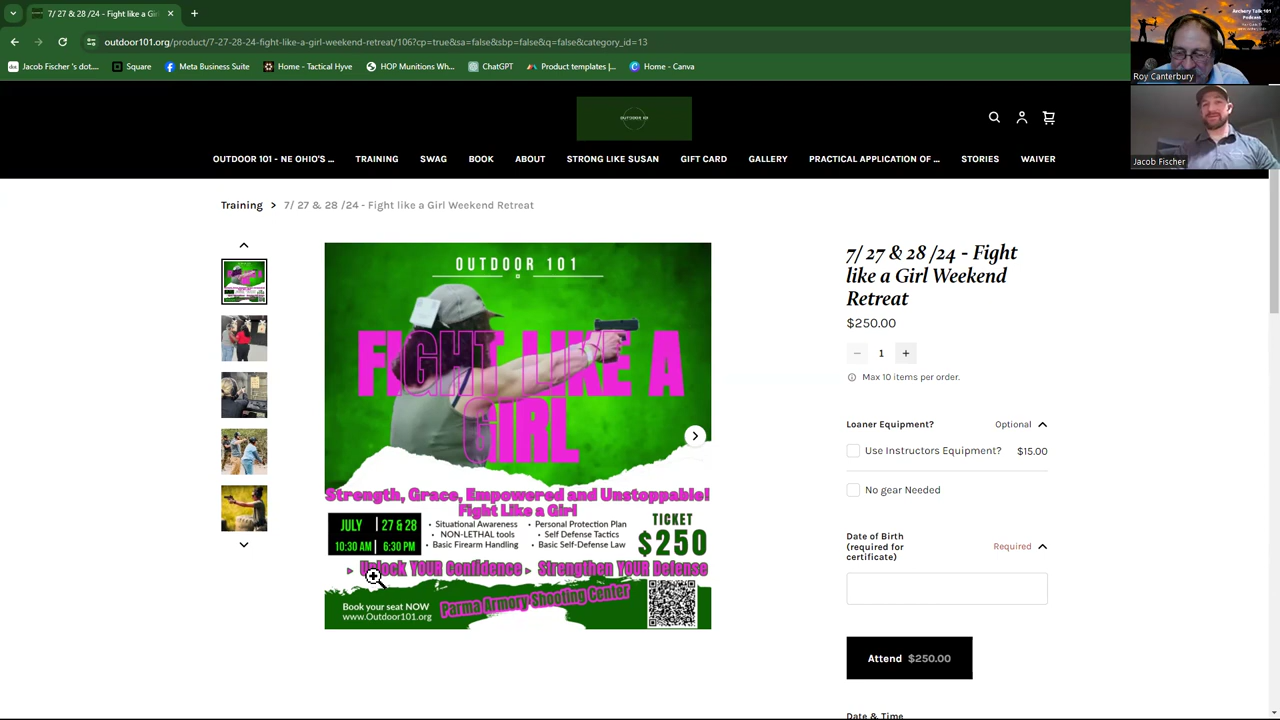 7/ 27 & 28 /24 - Fight like a Gi
outdoor101.org/product/7-27-28-24-fight-like-a-girl-weekend-retreat/106?cp=true&sa=false&sbp=false&q=false&category_id=13
Jacob Fischer 's dot....
Square
Meta Business Suite
Home - Tactical Hyve
HOP Munitions Wh...
ChatGPT
Product templates |...
Home - Canva
Archery Talk 101
Podcast
Roy Canterbury
Jacob Fischer
OUTDOOR 101
OUTDOOR 101 - NE OHIO'S ...
TRAINING
SWAG
BOOK
ABOUT
STRONG LIKE SUSAN
GIFT CARD
GALLERY
PRACTICAL APPLICATION OF ...
STORIES
WAIVER
Training > 7/ 27 & 28 /24 - Fight like a Girl Weekend Retreat
OUTDOOR 101
FIGHT LIKE A
GIRL
Strength, Grace, Empowered and Unstoppable!
Fight Like a Girl
JULY | 27 & 28
10:30 AM | 6:30 PM
• Situational Awareness
• NON-LETHAL tools
• Basic Firearm Handling
• Personal Protection Plan
• Self Defense Tactics
• Basic Self-Defense Law
TICKET
$250
Unlock YOUR Confidence
Strengthen YOUR Defense
Book your seat NOW
www.Outdoor101.org
Parma Armory Shooting Center
7/ 27 & 28 /24 - Fight
like a Girl Weekend
Retreat
$250.00
1
Max 10 items per order.
Loaner Equipment?
Optional
Use Instructors Equipment?
$15.00
No gear Needed
Date of Birth
(required for
certificate)
Required
Attend $250.00
Date & Time